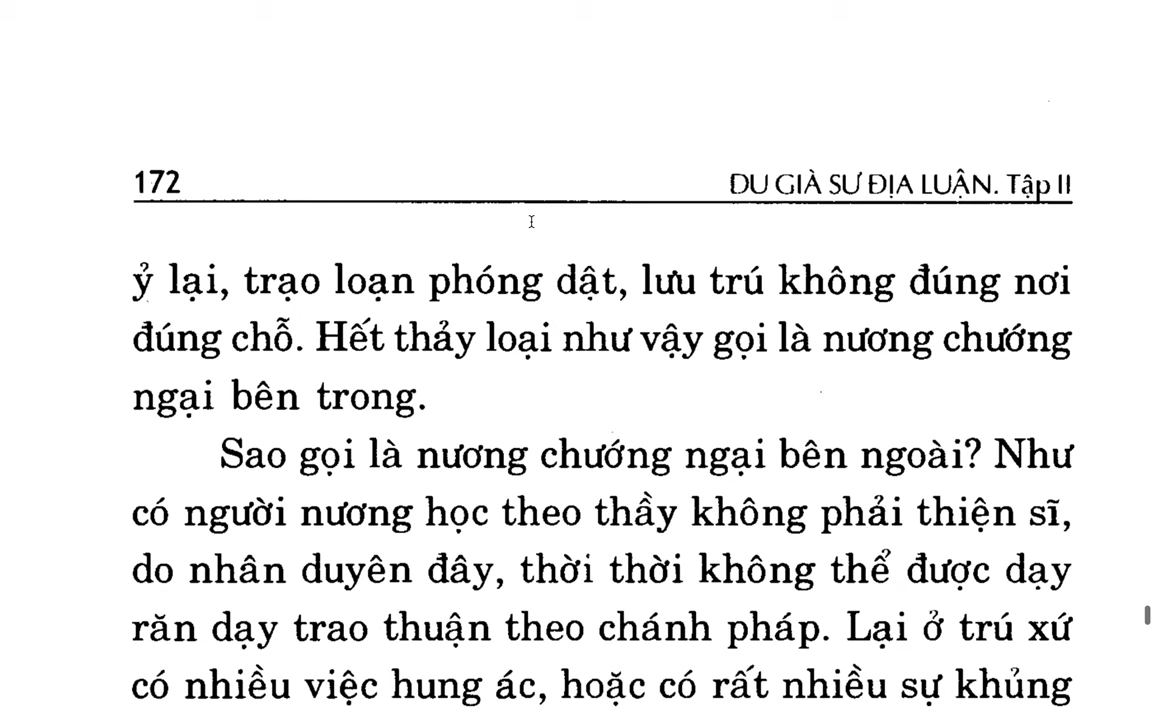 172 DU GIÀ SƯ ĐỊA LUẬN. Tập II
ỷ lại, trạo loạn phóng dật, lưu trú không đúng nơi
đúng chỗ. Hết thảy loại như vậy gọi là nương chướng
ngại bên trong.
Sao gọi là nương chướng ngại bên ngoài? Như
có người nương học theo thầy không phải thiện sĩ,
do nhân duyên đây, thời thời không thể được dạy
răn dạy trao thuận theo chánh pháp. Lại ở trú xứ
có nhiều việc hung ác, hoặc có rất nhiều sự khủng